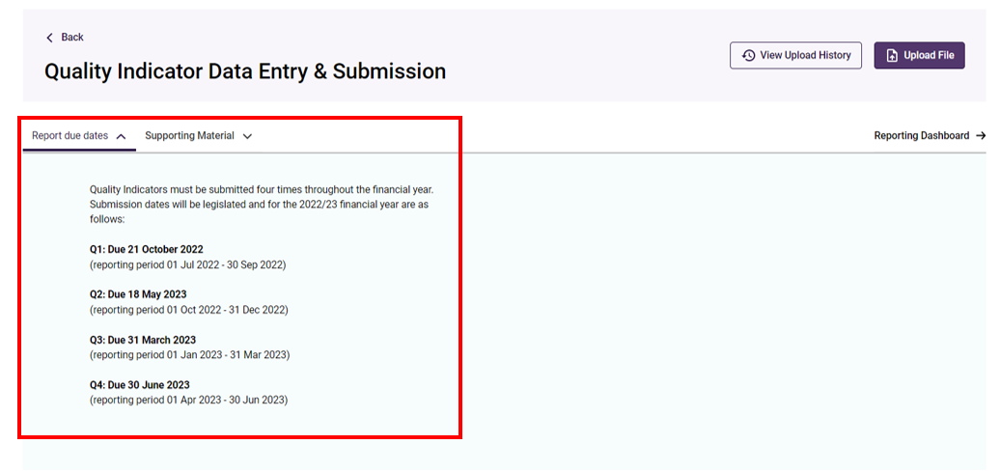 Back
Quality Indicator Data Entry & Submission
View Upload History
Upload File
Report due dates
Supporting Material
Reporting Dashboard
Quality Indicators must be submitted four times throughout the financial year.
Submission dates will be legislated and for the 2022/23 financial year are as
follows:
Q1: Due 21 October 2022
(reporting period 01 Jul 2022 - 30 Sep 2022)
Q2: Due 18 May 2023
(reporting period 01 Oct 2022 - 31 Dec 2022)
Q3: Due 31 March 2023
(reporting period 01 Jan 2023 - 31 Mar 2023)
Q4: Due 30 June 2023
(reporting period 01 Apr 2023 - 30 Jun 2023)